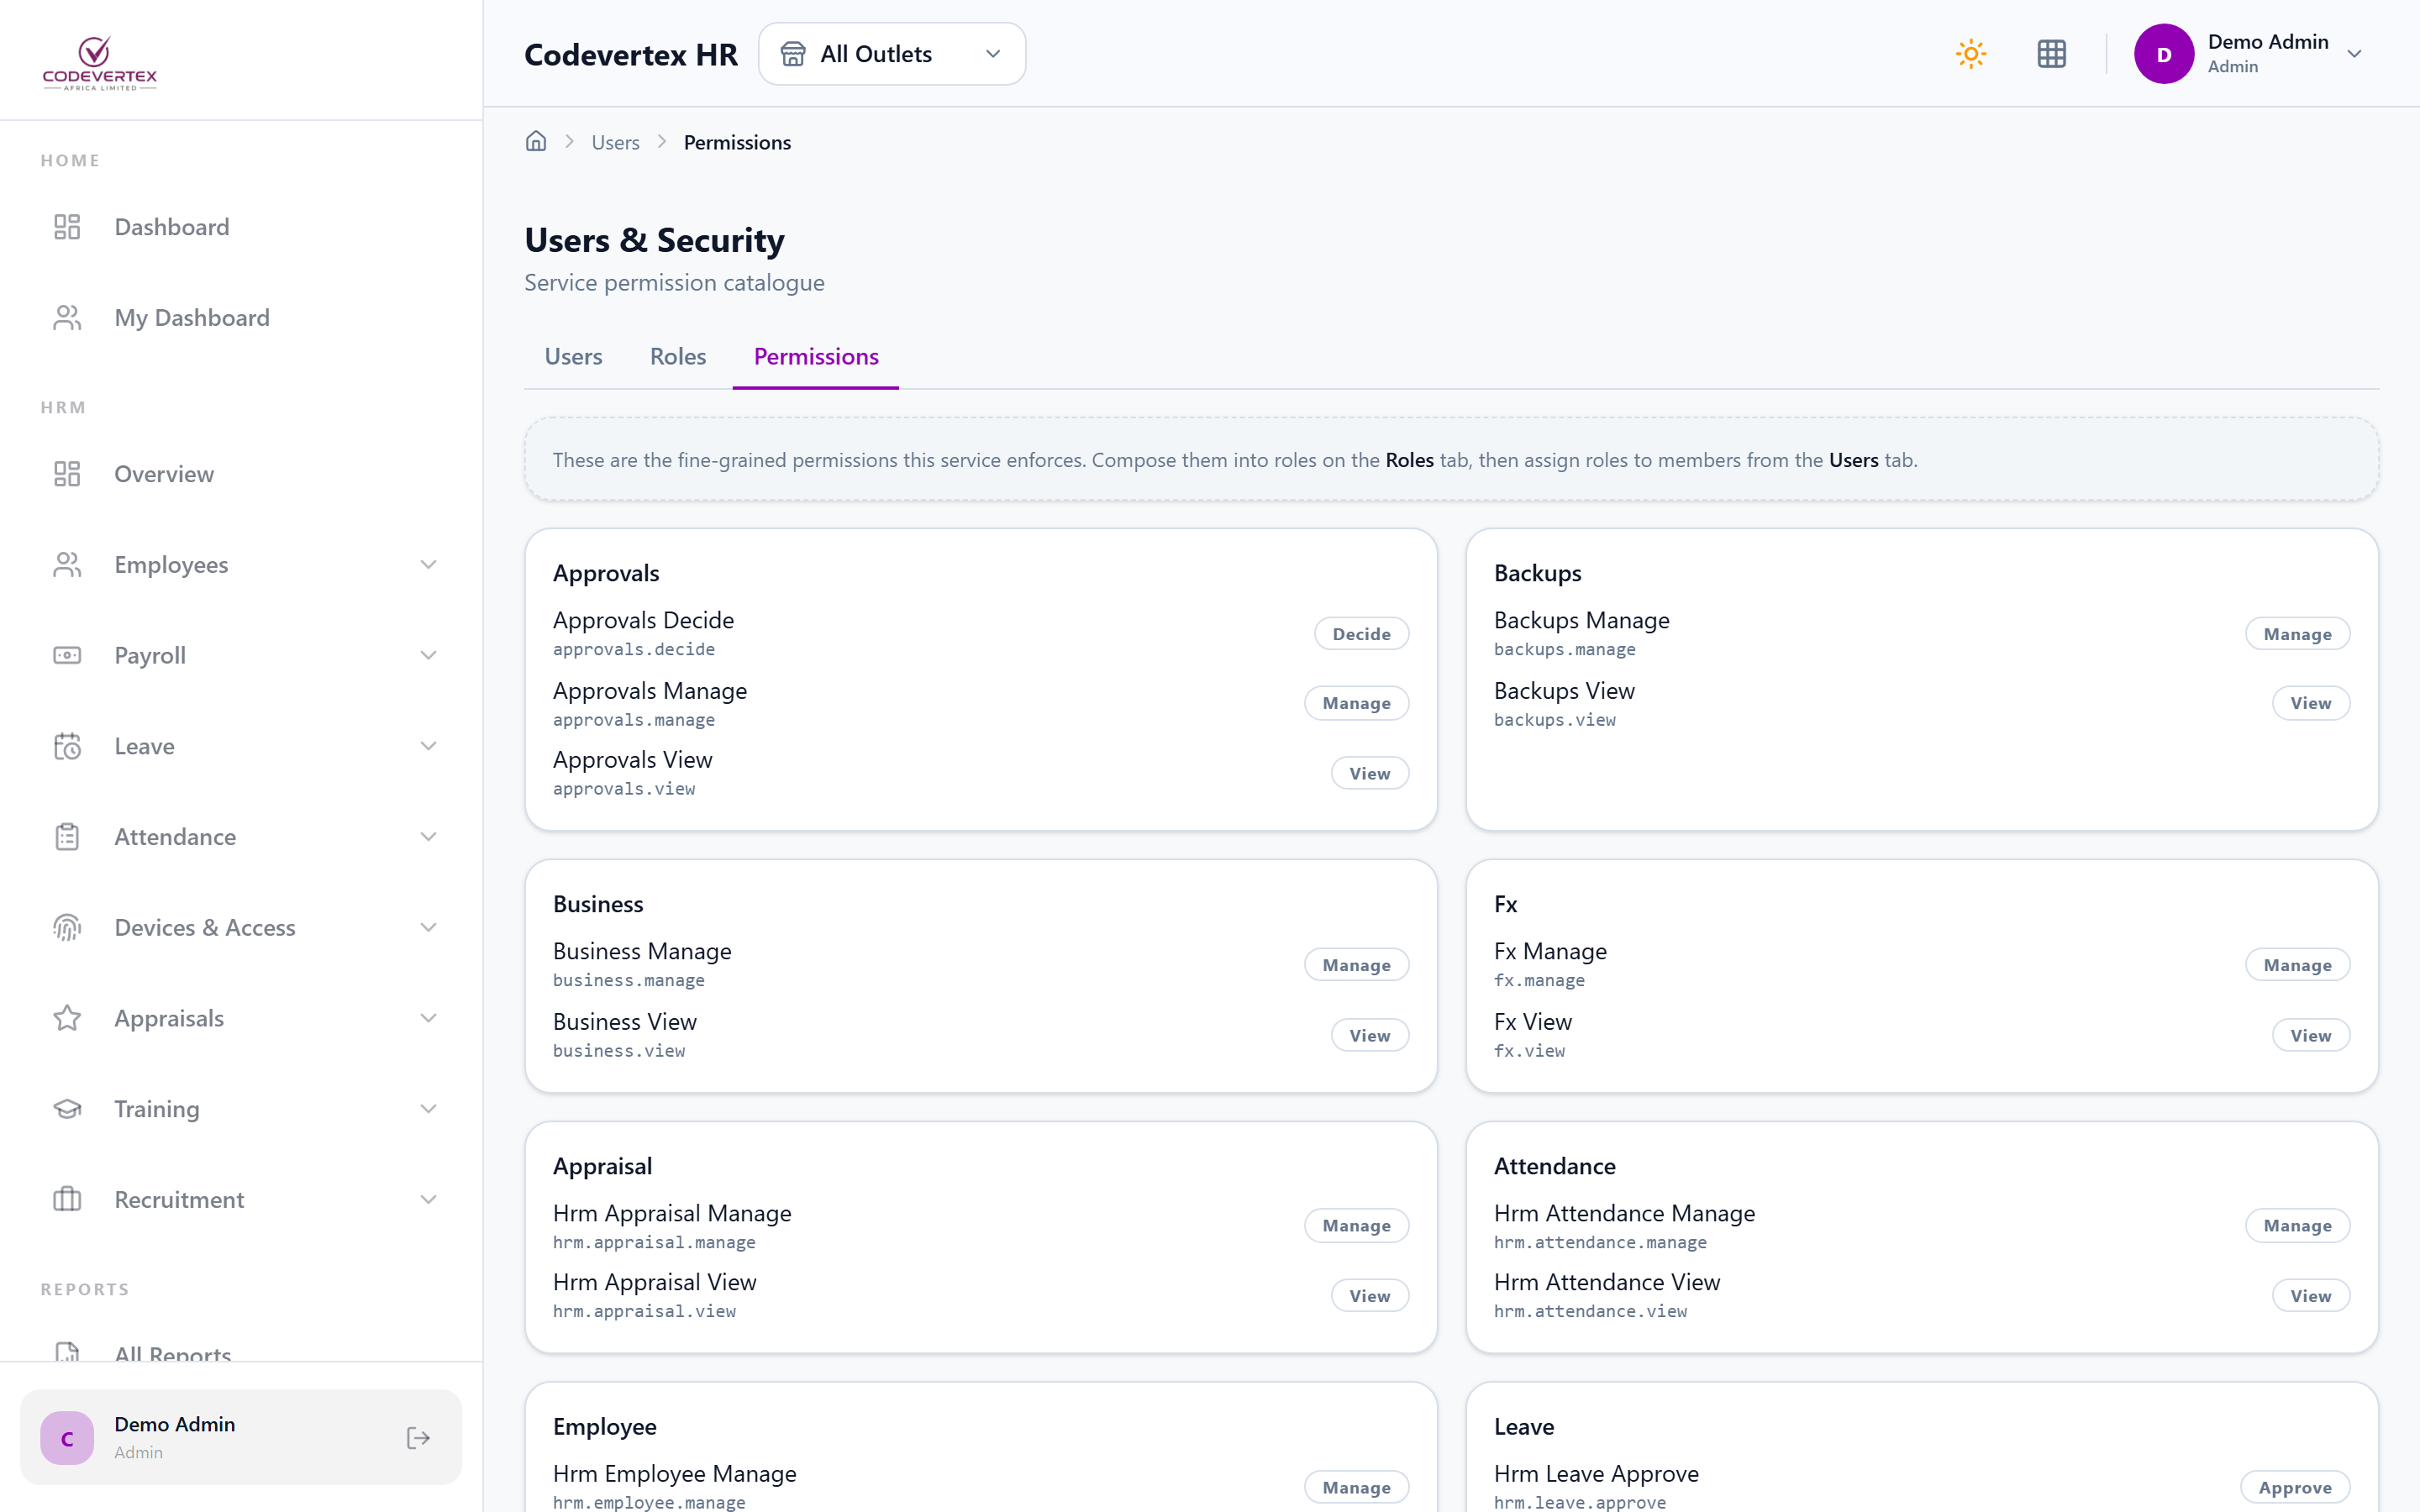 CODEVERTEX
AFRICA LIMITED
HOME
Dashboard
My Dashboard
HRM
Overview
Employees
Payroll
Leave
Attendance
Devices & Access
Appraisals
Training
Recruitment
REPORTS
All Reports
C
Demo Admin
Admin
Codevertex HR
All Outlets
D
Demo Admin
Admin
Users
Permissions
Users & Security
Service permission catalogue
Users
Roles
Permissions
These are the fine-grained permissions this service enforces. Compose them into roles on the Roles tab, then assign roles to members from the Users tab.
Approvals
Approvals Decide
approvals.decide
Decide
Approvals Manage
approvals.manage
Manage
Approvals View
approvals.view
View
Backups
Backups Manage
backups.manage
Manage
Backups View
backups.view
View
Business
Business Manage
business.manage
Manage
Business View
business.view
View
Fx
Fx Manage
fx.manage
Manage
Fx View
fx.view
View
Appraisal
Hrm Appraisal Manage
hrm.appraisal.manage
Manage
Hrm Appraisal View
hrm.appraisal.view
View
Attendance
Hrm Attendance Manage
hrm.attendance.manage
Manage
Hrm Attendance View
hrm.attendance.view
View
Employee
Hrm Employee Manage
hrm.employee.manage
Manage
Leave
Hrm Leave Approve
hrm.leave.approve
Approve